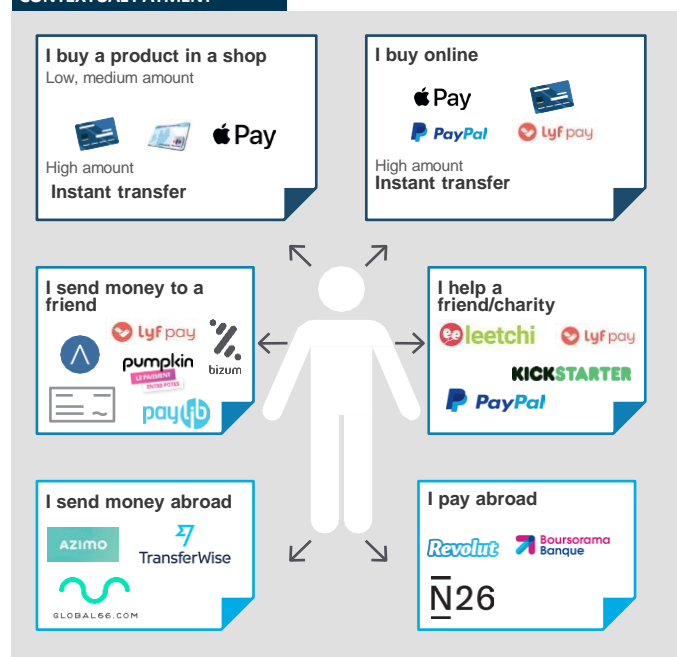 CONTEXTUAL PAYMENT
I buy a product in a shop
Low, medium amount
Pay
High amount
Instant transfer
I buy online
Pay
PayPal
lyf pay
High amount
Instant transfer
I send money to a
friend
lyf pay
pumpkin
LE PAIEMENT
ENTRE POTES
bizum
paylib
I help a
friend/charity
leetchi
lyf pay
KICKSTARTER
PayPal
I send money abroad
AZIMO
TransferWise
GLOBAL66.COM
I pay abroad
Revolut
Boursorama
Banque
N26